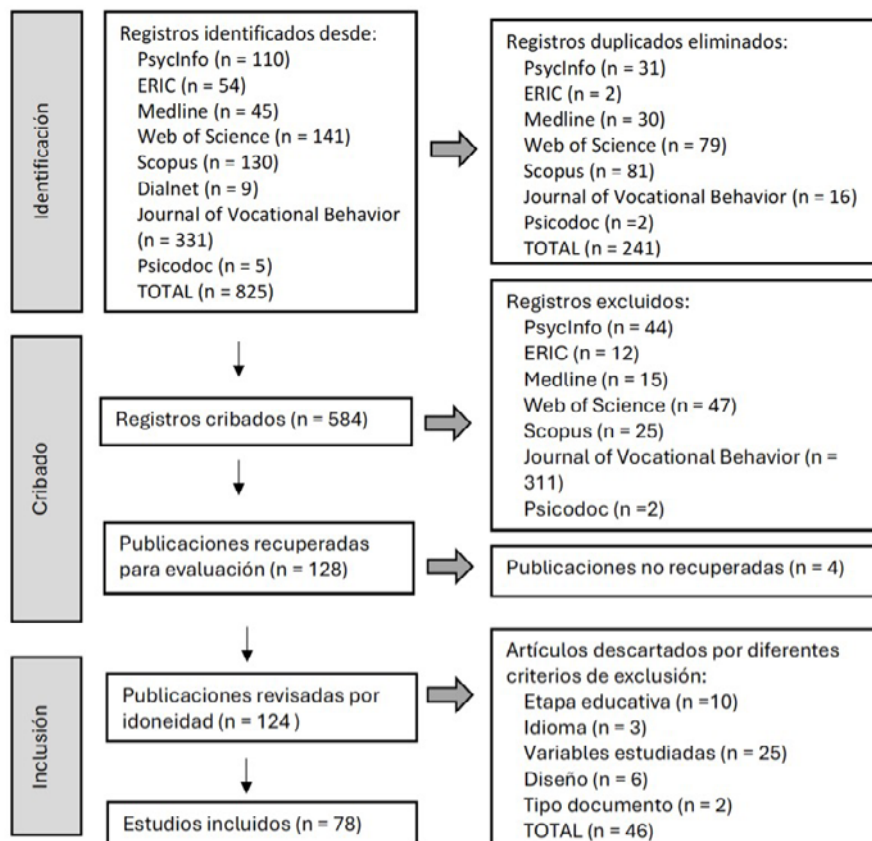 Identificación
Registros identificados desde:
PsycInfo (n = 110)
ERIC (n = 54)
Medline (n = 45)
Web of Science (n = 141)
Scopus (n = 130)
Dialnet (n = 9)
Journal of Vocational Behavior
(n = 331)
Psicodoc (n = 5)
TOTAL (n = 825)
Registros duplicados eliminados:
PsycInfo (n = 31)
ERIC (n = 2)
Medline (n = 30)
Web of Science (n = 79)
Scopus (n = 81)
Journal of Vocational Behavior (n = 16)
Psicodoc (n =2)
TOTAL (n = 241)
Cribado
Registros cribados (n = 584)
Registros excluidos:
PsycInfo (n = 44)
ERIC (n = 12)
Medline (n = 15)
Web of Science (n = 47)
Scopus (n = 25)
Journal of Vocational Behavior (n =
311)
Psicodoc (n =2)
Publicaciones recuperadas
para evaluación (n = 128)
Publicaciones no recuperadas (n = 4)
Inclusión
Publicaciones revisadas por
idoneidad (n = 124 )
Artículos descartados por diferentes
criterios de exclusión:
Etapa educativa (n =10)
Idioma (n = 3)
Variables estudiadas (n = 25)
Diseño (n = 6)
Tipo documento (n = 2)
TOTAL (n = 46)
Estudios incluidos (n = 78)